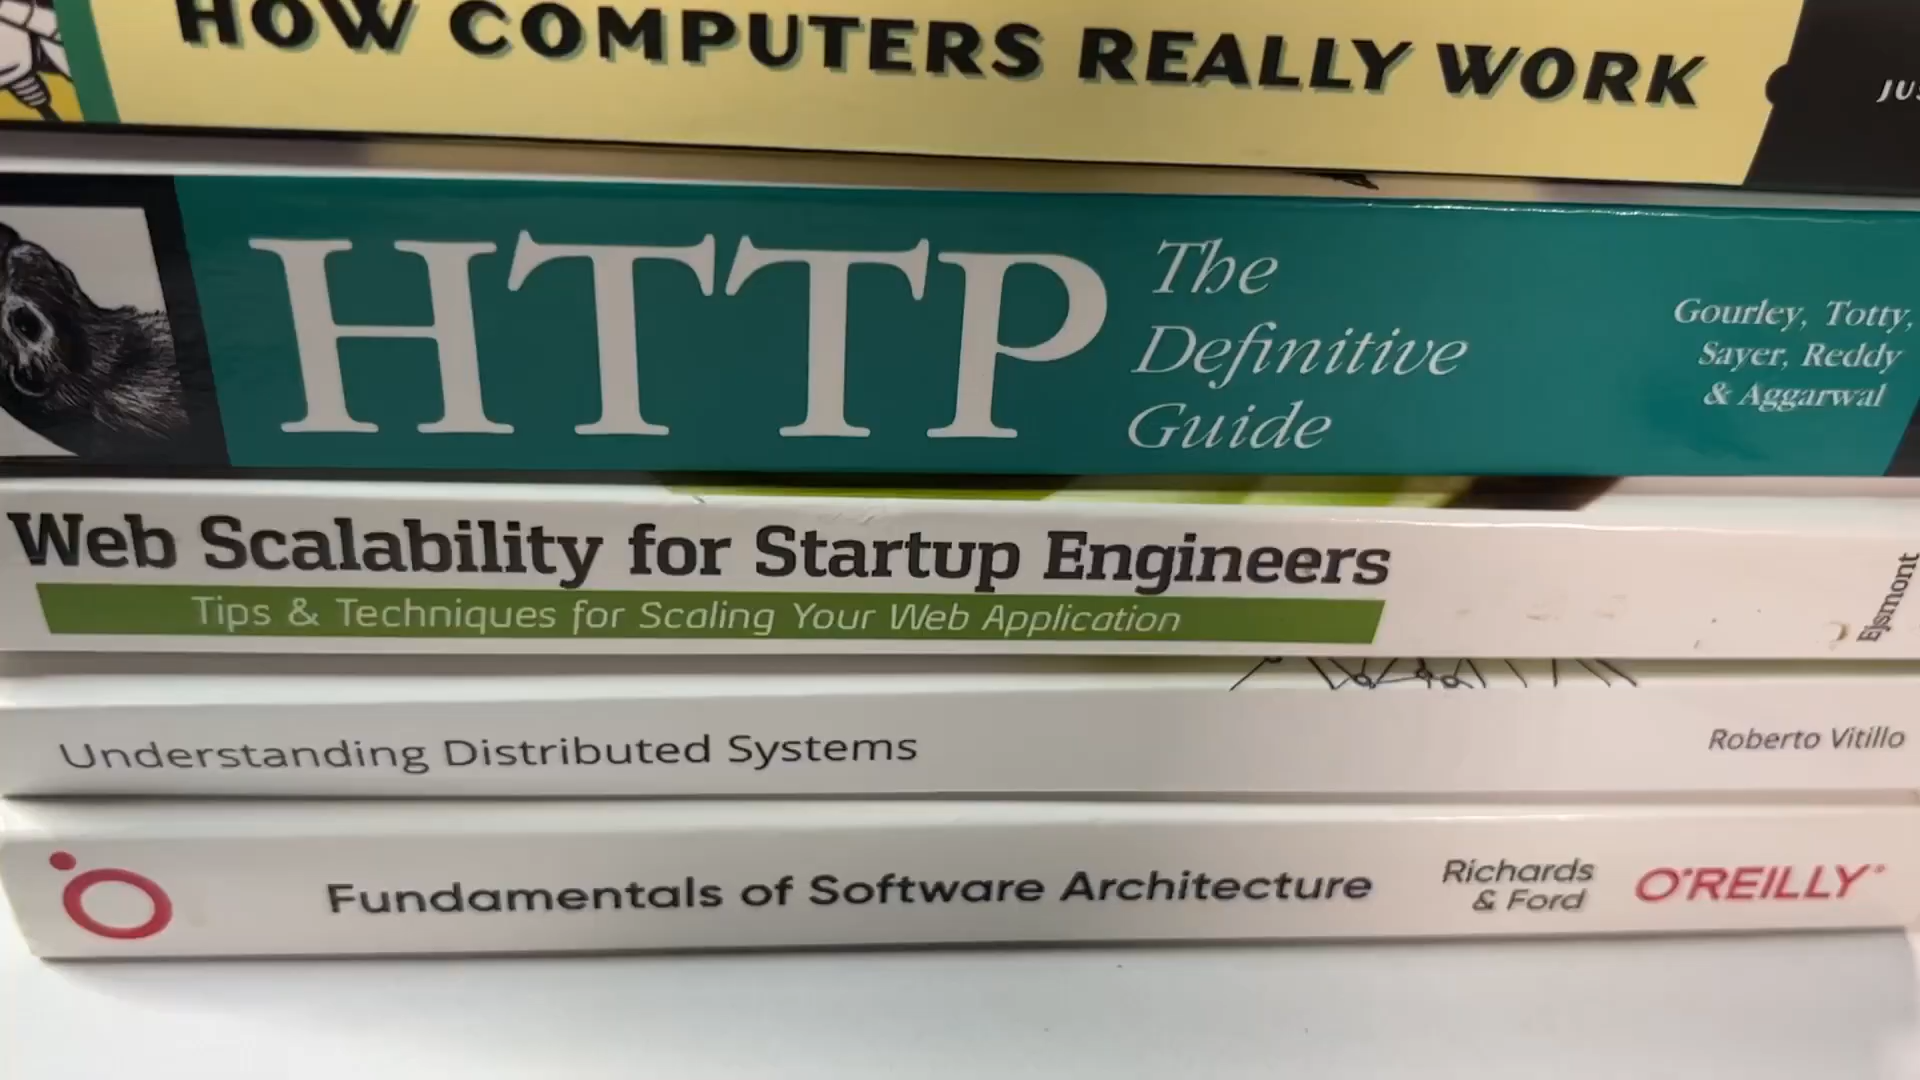 HOW COMPUTERS REALLY WORK
HTTP
The
Definitive
Guide
Gourley, Totty,
Sayer, Reddy
& Aggarwal
Web Scalability for Startup Engineers
Tips & Techniques for Scaling Your Web Application
Ejsmont
Understanding Distributed Systems
Roberto Vitillo
Fundamentals of Software Architecture
Richards
& Ford
O'REILLY®